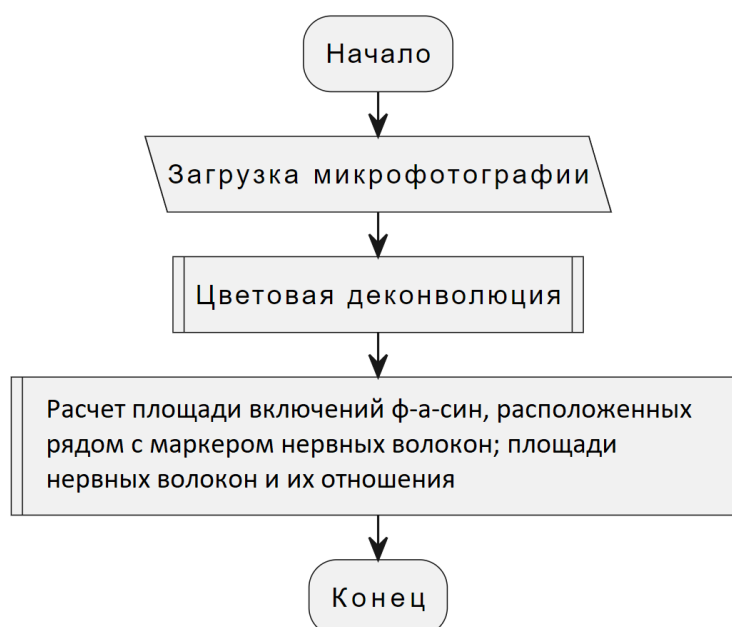 Начало
Загрузка микрофотографии
Цветовая деконволюция
Расчет площади включений ф-а-син, расположенных
рядом с маркером нервных волокон; площади
нервных волокон и их отношения
Конец